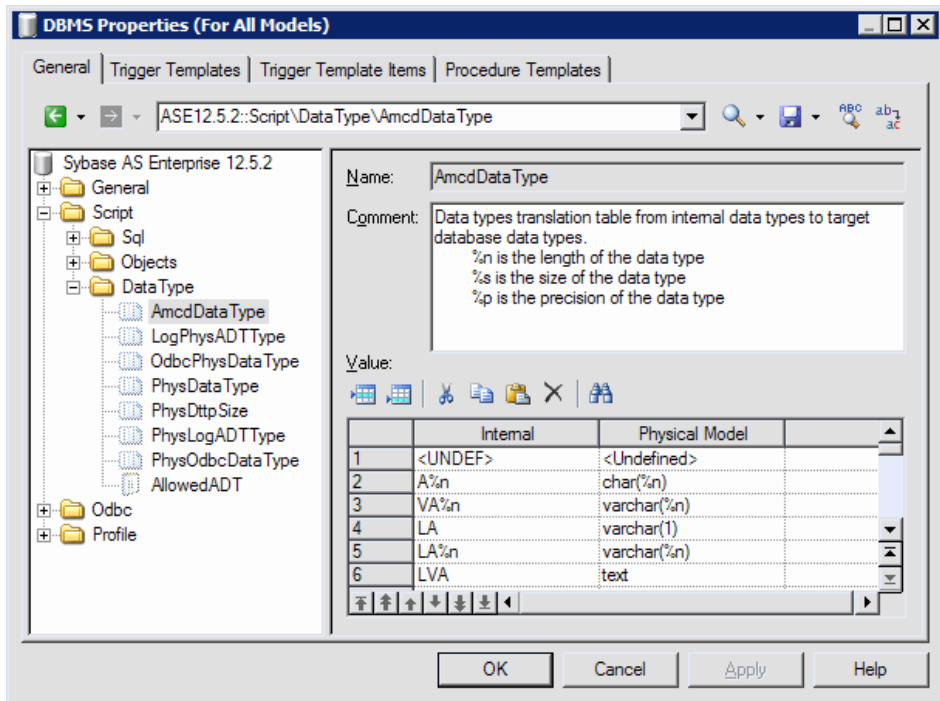 DBMS Properties (For All Models)
General Trigger Templates Trigger Template Items Procedure Templates
ASE12.5.2::Script\DataType\AmcdDataType
ABC
ab
ac
Sybase AS Enterprise 12.5.2
General
Script
Sql
Objects
DataType
AmcdDataType
LogPhysADTType
OdbcPhysDataType
PhysDataType
PhysDttpSize
PhysLogADTType
PhysOdbcDataType
AllowedADT
Odbc
Profile
Name: AmcdDataType
Comment: Data types translation table from internal data types to target
database data types.
%n is the length of the data type
%s is the size of the data type
%p is the precision of the data type
Value:
Internal Physical Model
1 <UNDEF> <Undefined>
2 A%n char(%n)
3 VA%n varchar(%n)
4 LA varchar(1)
5 LA%n varchar(%n)
6 LVA text
OK Cancel Apply Help